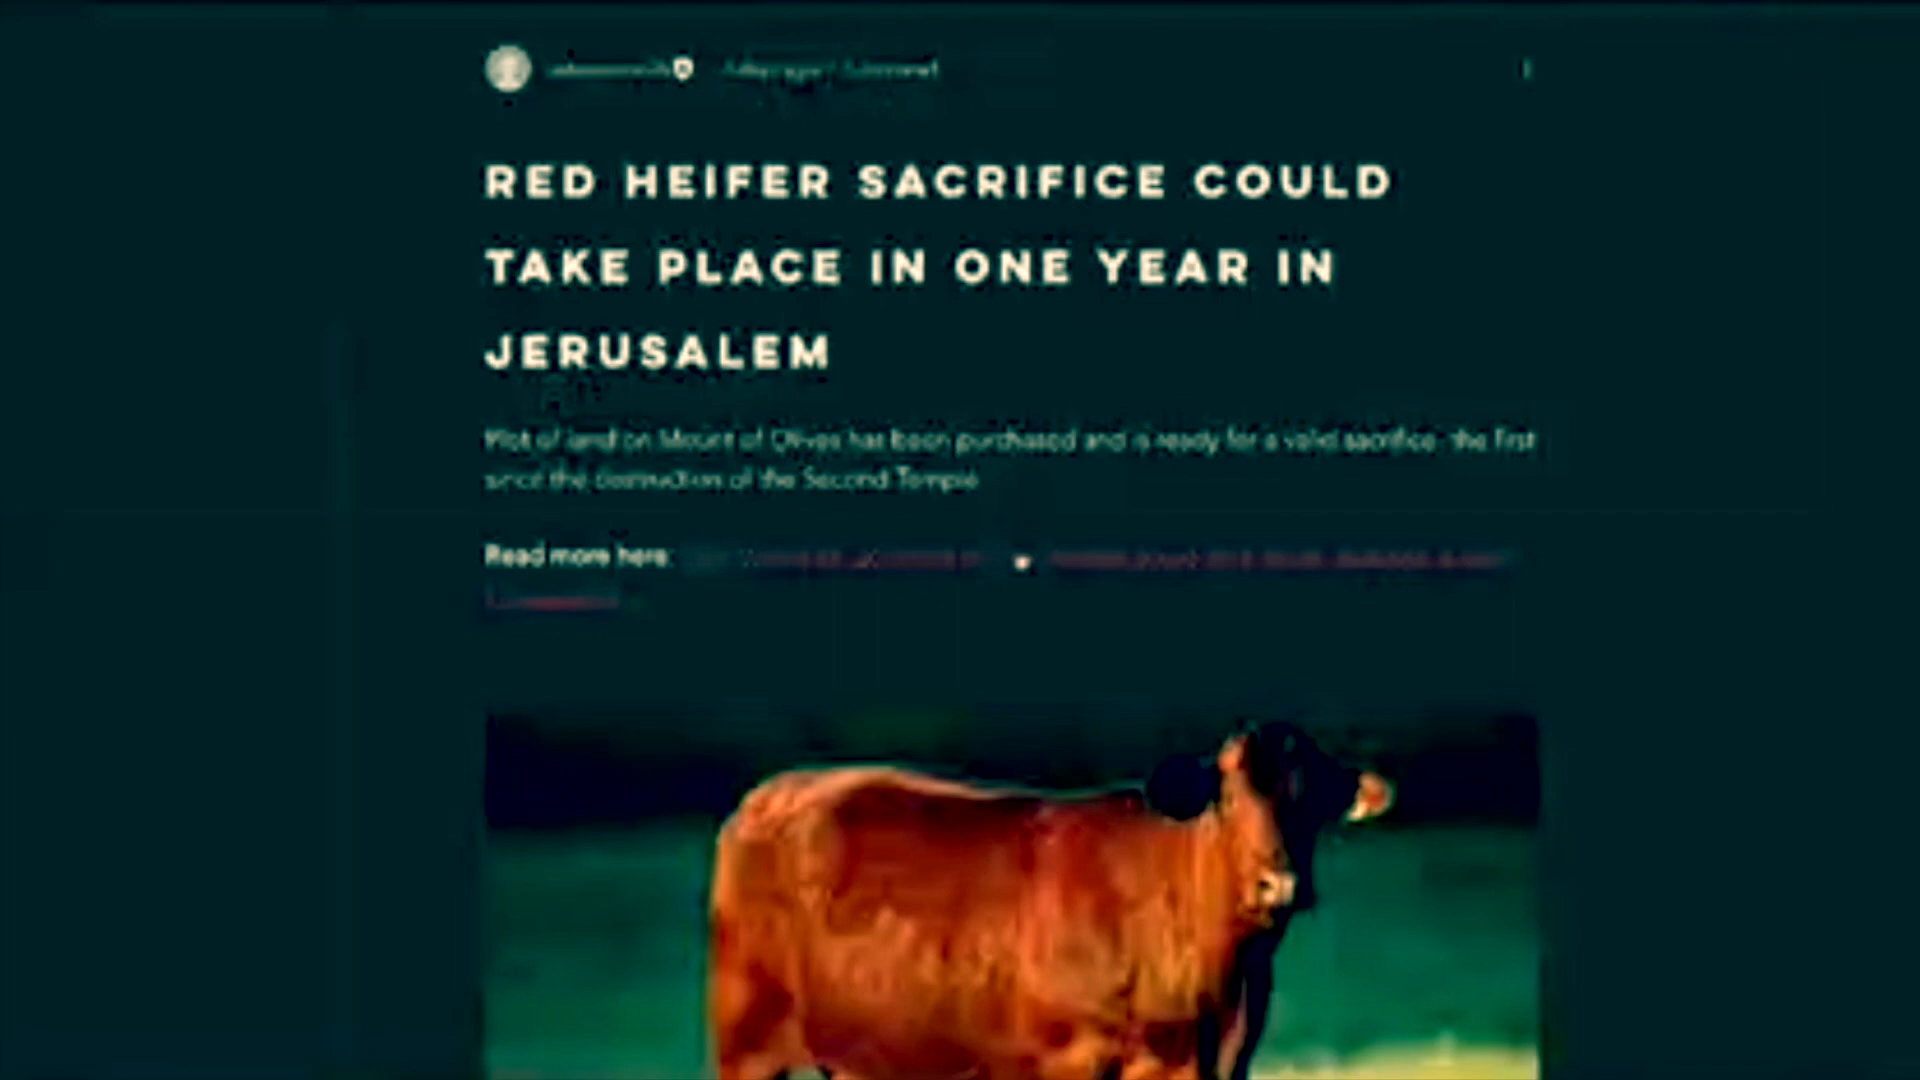 RED HEIFER SACRIFICE COULD
TAKE PLACE IN ONE YEAR IN
JERUSALEM
Plot of land on Mount of Olives has been purchased and is ready for a valid sacrifice the first
since the destruction of the Second Temple
Read more here: